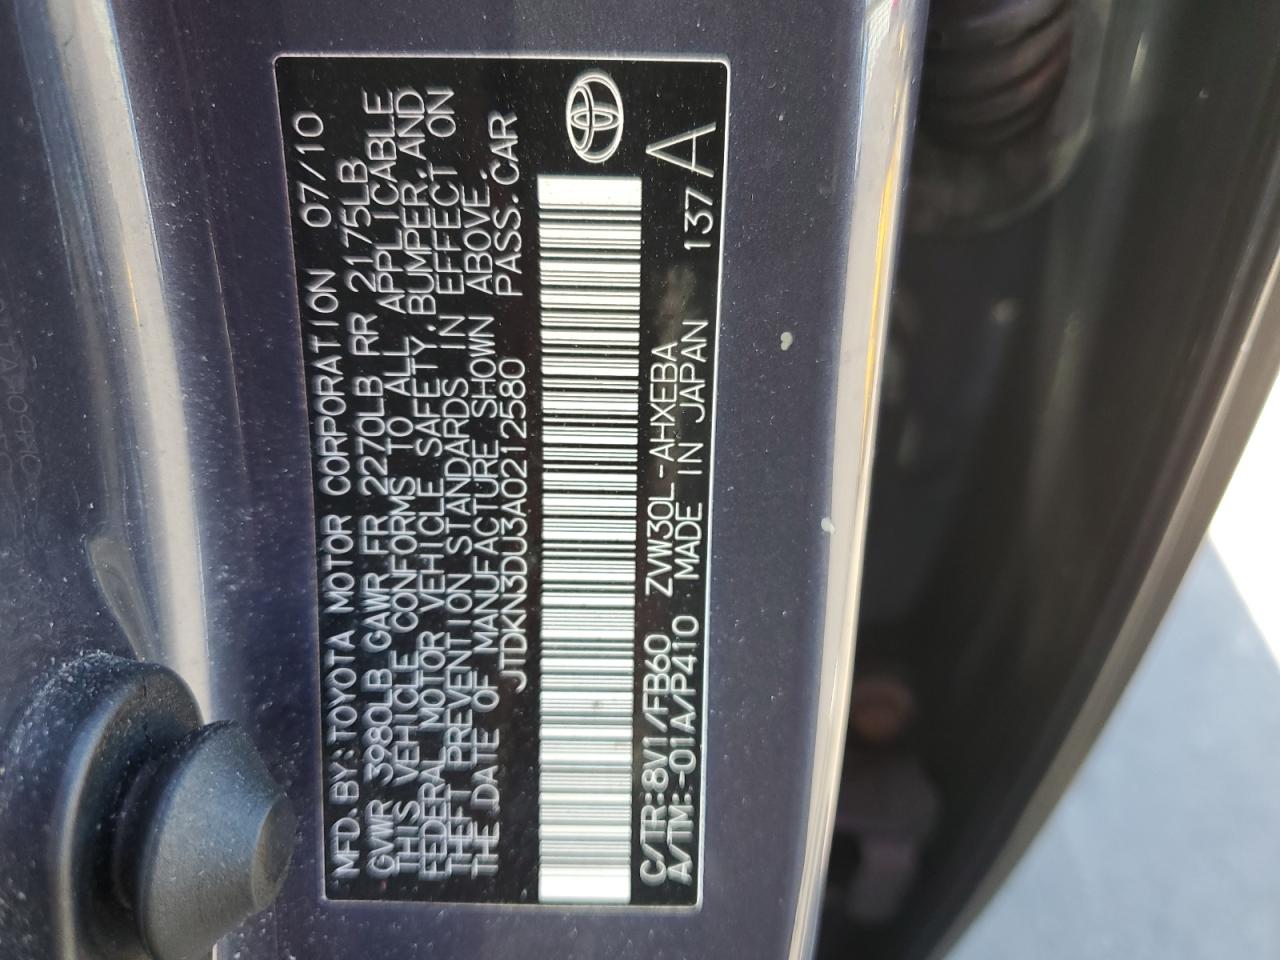 MFD. BY: TOYOTA MOTOR CORPORATION 07/10
GVWR 3980LB GAWR FR 2270LB RR 2175LB
THIS VEHICLE CONFORMS TO ALL APPLICABLE
FEDERAL MOTOR VEHICLE SAFETY, BUMPER, AND
THEFT PREVENTION STANDARDS IN EFFECT ON
THE DATE OF MANUFACTURE SHOWN ABOVE.
JTDKN3DU3A0212580 PASS. CAR
C/TR:8V1/FB60 ZVW30L-AHXEBA 137A
A/TM:-01A/P410 MADE IN JAPAN